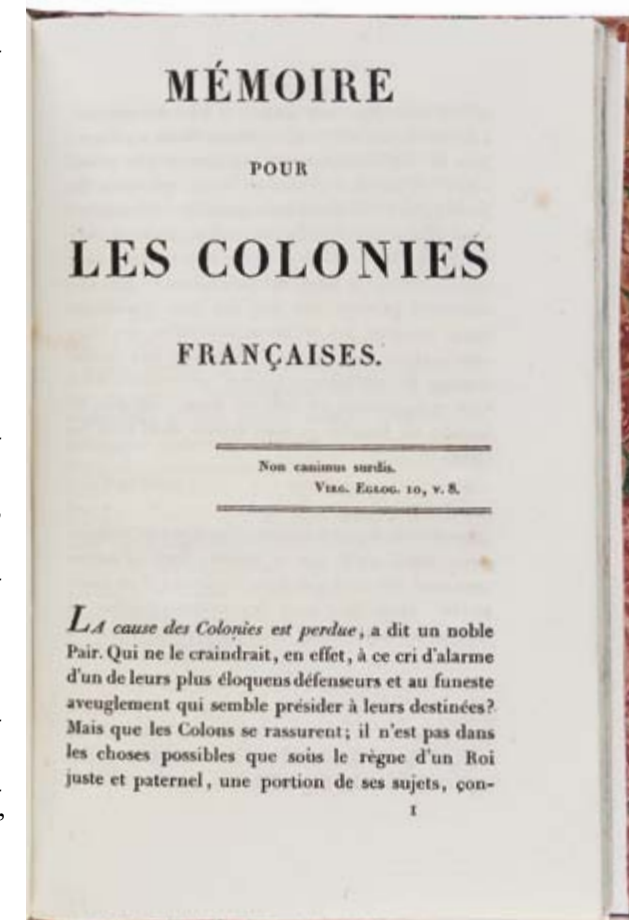 MÉMOIRE
POUR
LES COLONIES
FRANÇAISES.
Non canimus surdis.
Virg. Eglog. 10, v. 8.
LA cause des Colonies est perdue, a dit un noble
Pair. Qui ne le craindrait, en effet, à ce cri d'alarme
d'un de leurs plus éloquens défenseurs et au funeste
aveuglement qui semble présider à leurs destinées?
Mais que les Colons se rassurent; il n'est pas dans
les choses possibles que sous le règne d'un Roi
juste et paternel, une portion de ses sujets, con-
1